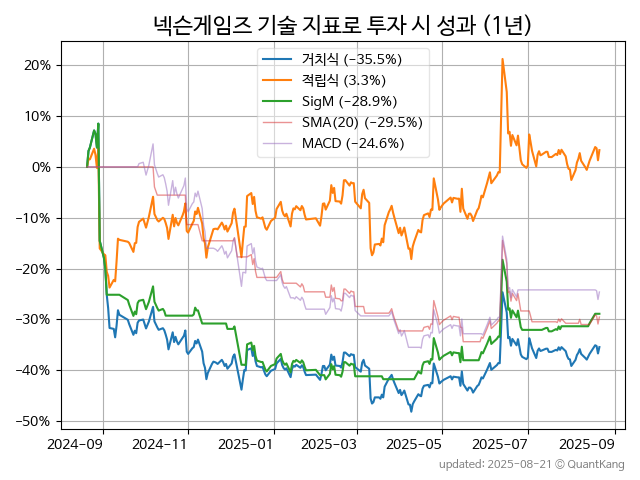 넥슨게임즈 기술 지표로 투자 시 성과 (1년)
거치식 (−35.5%)
적립식 (3.3%)
SigM (−28.9%)
SMA(20) (−29.5%)
MACD (−24.6%)
20%
10%
0%
−10%
−20%
−30%
−40%
−50%
2024-09 2024-11 2025-01 2025-03 2025-05 2025-07 2025-09
updated: 2025-08-21 © QuantKang